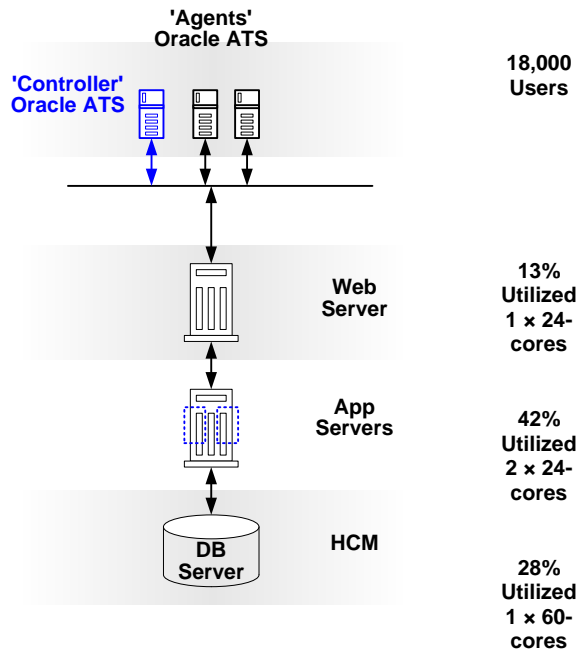 'Agents'
Oracle ATS
'Controller'
Oracle ATS
18,000
Users
Web
Server
13%
Utilized
1 × 24-
cores
App
Servers
42%
Utilized
2 × 24-
cores
HCM
DB
Server
28%
Utilized
1 × 60-
cores